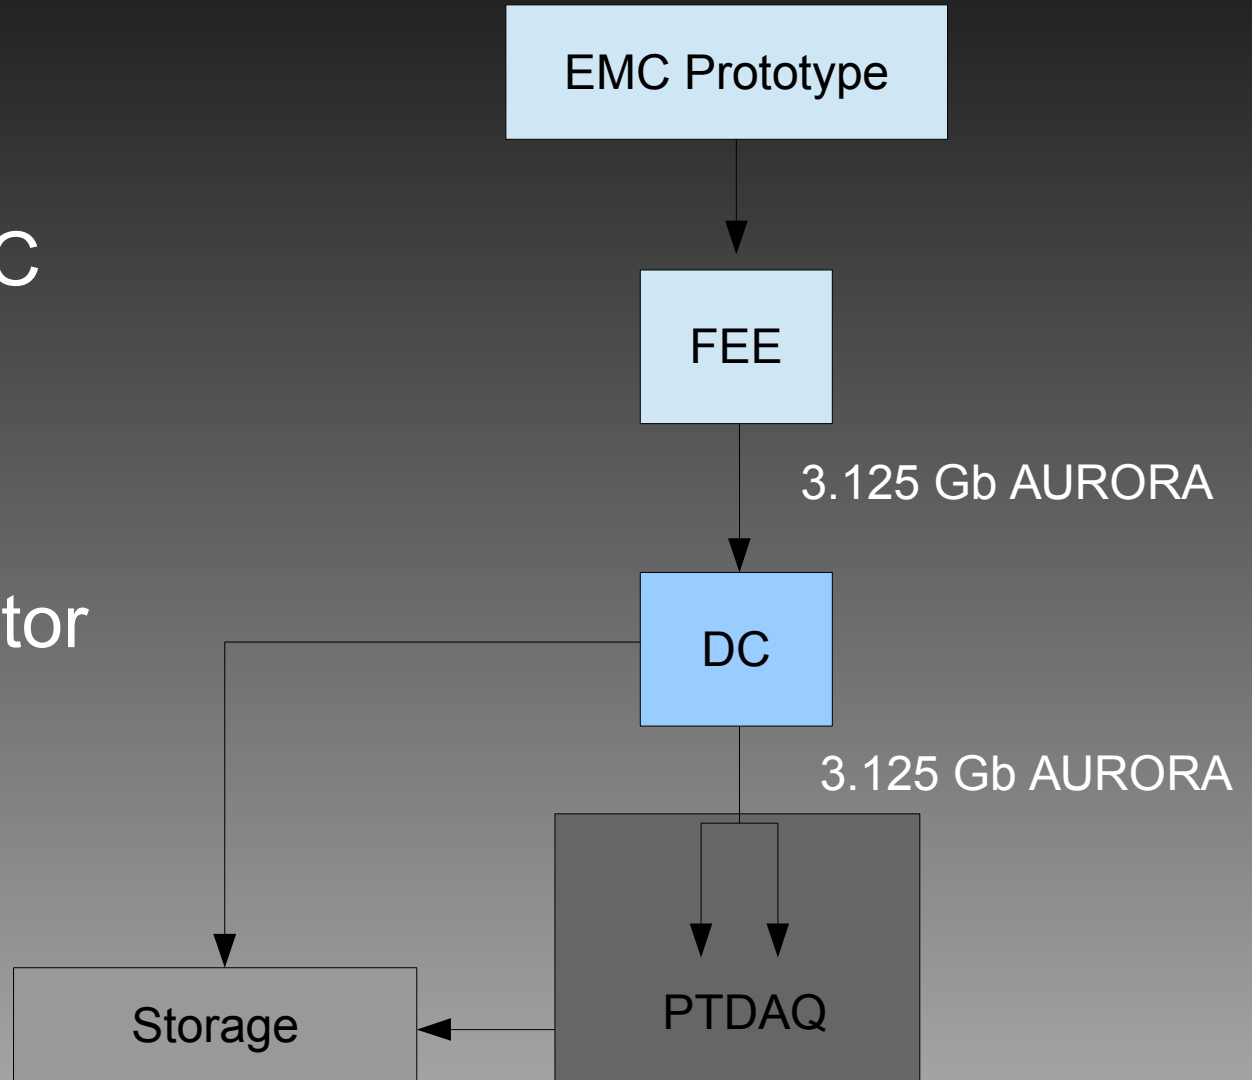 EMC Prototype
C
FEE
3.125 Gb AURORA
tor
DC
3.125 Gb AURORA
PTDAQ
Storage